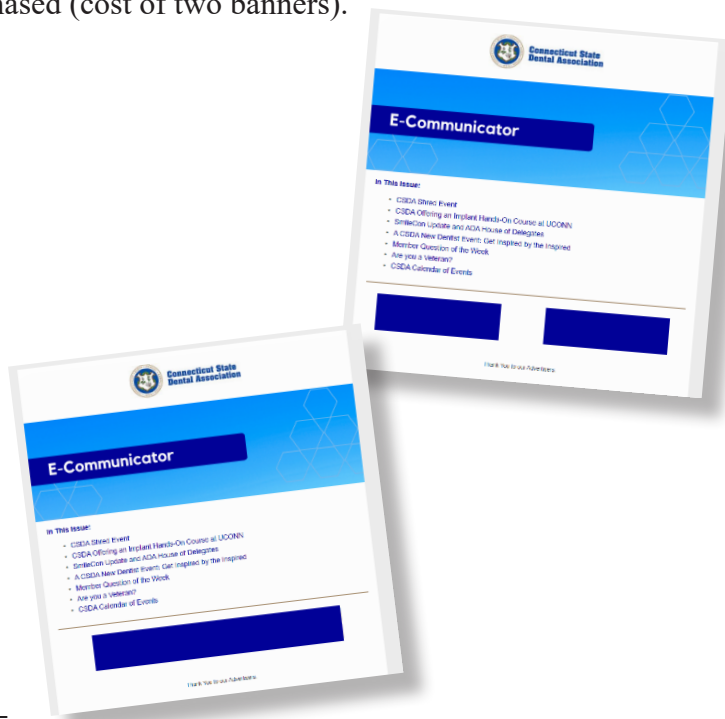 ased (cost of two banners).
Connecticut State
Dental Association
E-Communicator
In This Issue:
• CSDA Shred Event
• CSDA Offering an Implant Hands-On Course at UCONN
• SmileCon Update and ADA House of Delegates
• A CSDA New Dentist Event: Get Inspired by the Inspired
• Member Question of the Week
• Are you a Veteran?
• CSDA Calendar of Events
Thank You to our Advertisers
Connecticut State
Dental Association
E-Communicator
In This Issue:
• CSDA Shred Event
• CSDA Offering an Implant Hands-On Course at UCONN
• SmileCon Update and ADA House of Delegates
• A CSDA New Dentist Event: Get Inspired by the Inspired
• Member Question of the Week
• Are you a Veteran?
• CSDA Calendar of Events
Thank You to our Advertisers